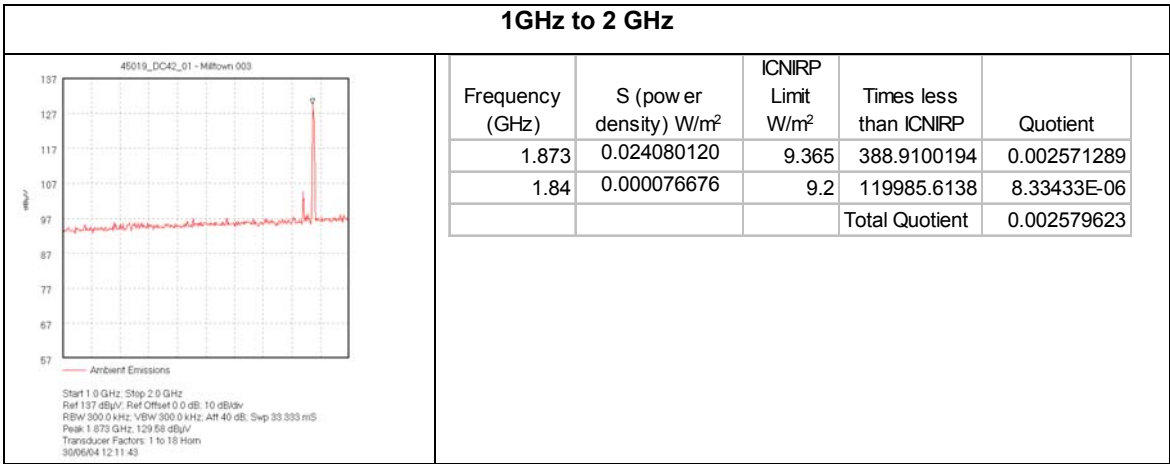 1GHz to 2 GHz
45019_DC42_01 - Milltown 003
137
127
117
107
97
87
77
67
57
dBµV
Ambient Emissions
Start 1.0 GHz; Stop 2.0 GHz
Ref 137 dBµV; Ref Offset 0.0 dB; 10 dB/div
RBW 300.0 kHz; VBW 300.0 kHz; Att 40 dB; Swp 33.333 mS
Peak 1.873 GHz, 129.58 dBµV
Transducer Factors: 1 to 18 Horn
30/06/04 12:11:43
Frequency (GHz) S (power density) W/m² ICNIRP Limit W/m² Times less than ICNIRP Quotient
1.873 0.024080120 9.365 388.9100194 0.002571289
1.84 0.000076676 9.2 119985.6138 8.33433E-06
Total Quotient 0.002579623